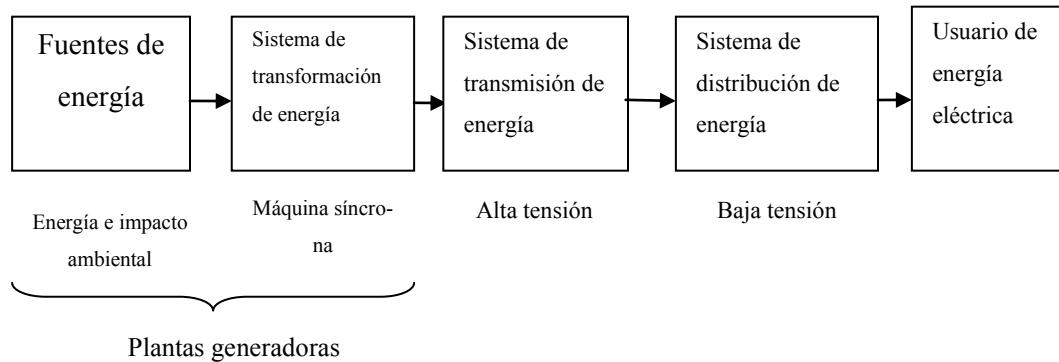 Fuentes de
energía
Sistema de
transformación
de energía
Sistema de
transmisión de
energía
Sistema de
distribución de
energía
Usuario de
energía
eléctrica
Energía e impacto
ambiental
Máquina síncro-
na
Alta tensión
Baja tensión
Plantas generadoras